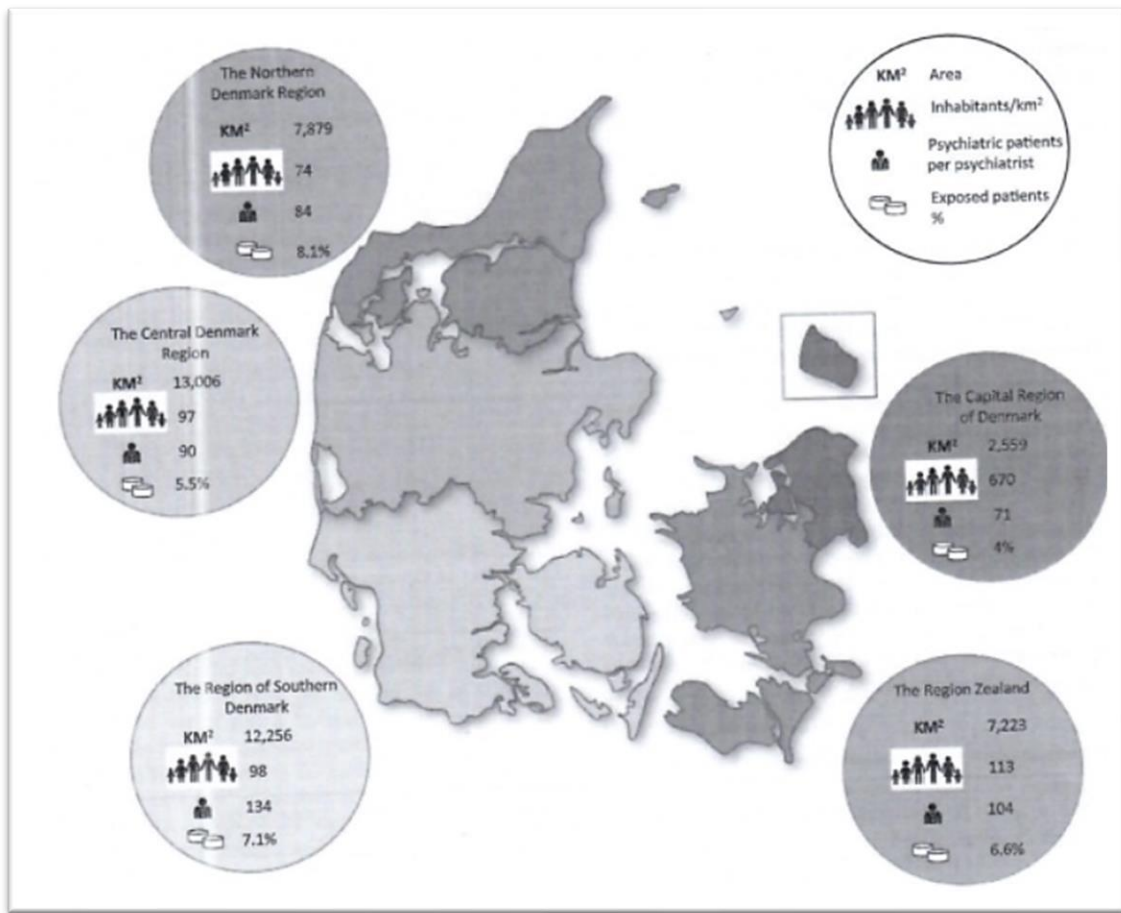 The Northern
Denmark Region
KM² 7,879
74
84
8.1%
KM² Area
Inhabitants/km²
Psychiatric patients
per psychiatrist
Exposed patients
%
The Central Denmark
Region
KM² 13,006
97
90
5.5%
The Capital Region
of Denmark
KM² 2,559
670
71
4%
The Region of Southern
Denmark
KM² 12,256
98
134
7.1%
The Region Zealand
KM² 7,223
113
104
6.6%